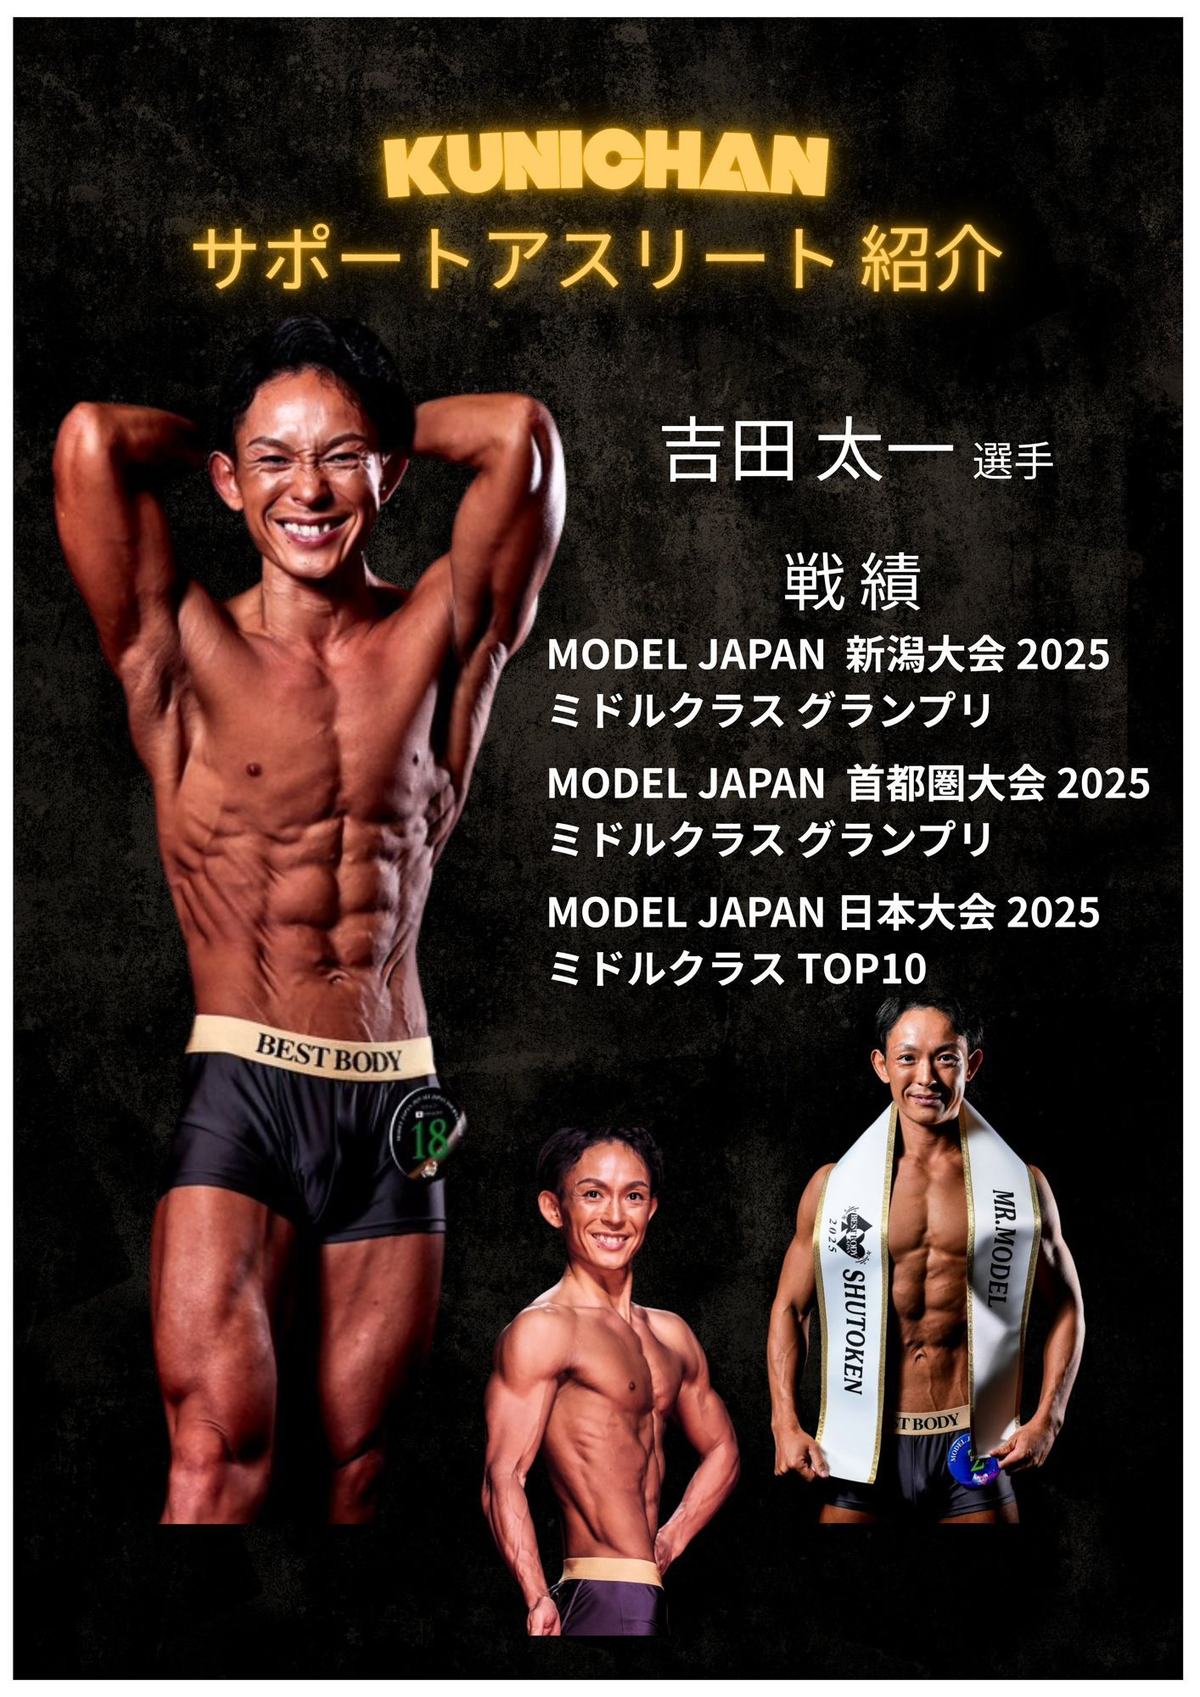 KUNICHAN
サポートアスリート 紹介
吉田 太一 選手
戦 績
MODEL JAPAN 新潟大会 2025
ミドルクラス グランプリ
MODEL JAPAN 首都圏大会 2025
ミドルクラス グランプリ
MODEL JAPAN 日本大会 2025
ミドルクラス TOP10
BEST BODY
18
MR.MODEL
2025
SHUTOKEN
ST BODY